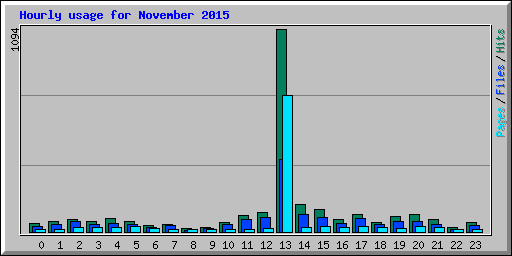 Hourly usage for November 2015
1094
Pages / Files / Hits
0 1 2 3 4 5 6 7 8 9 10 11 12 13 14 15 16 17 18 19 20 21 22 23